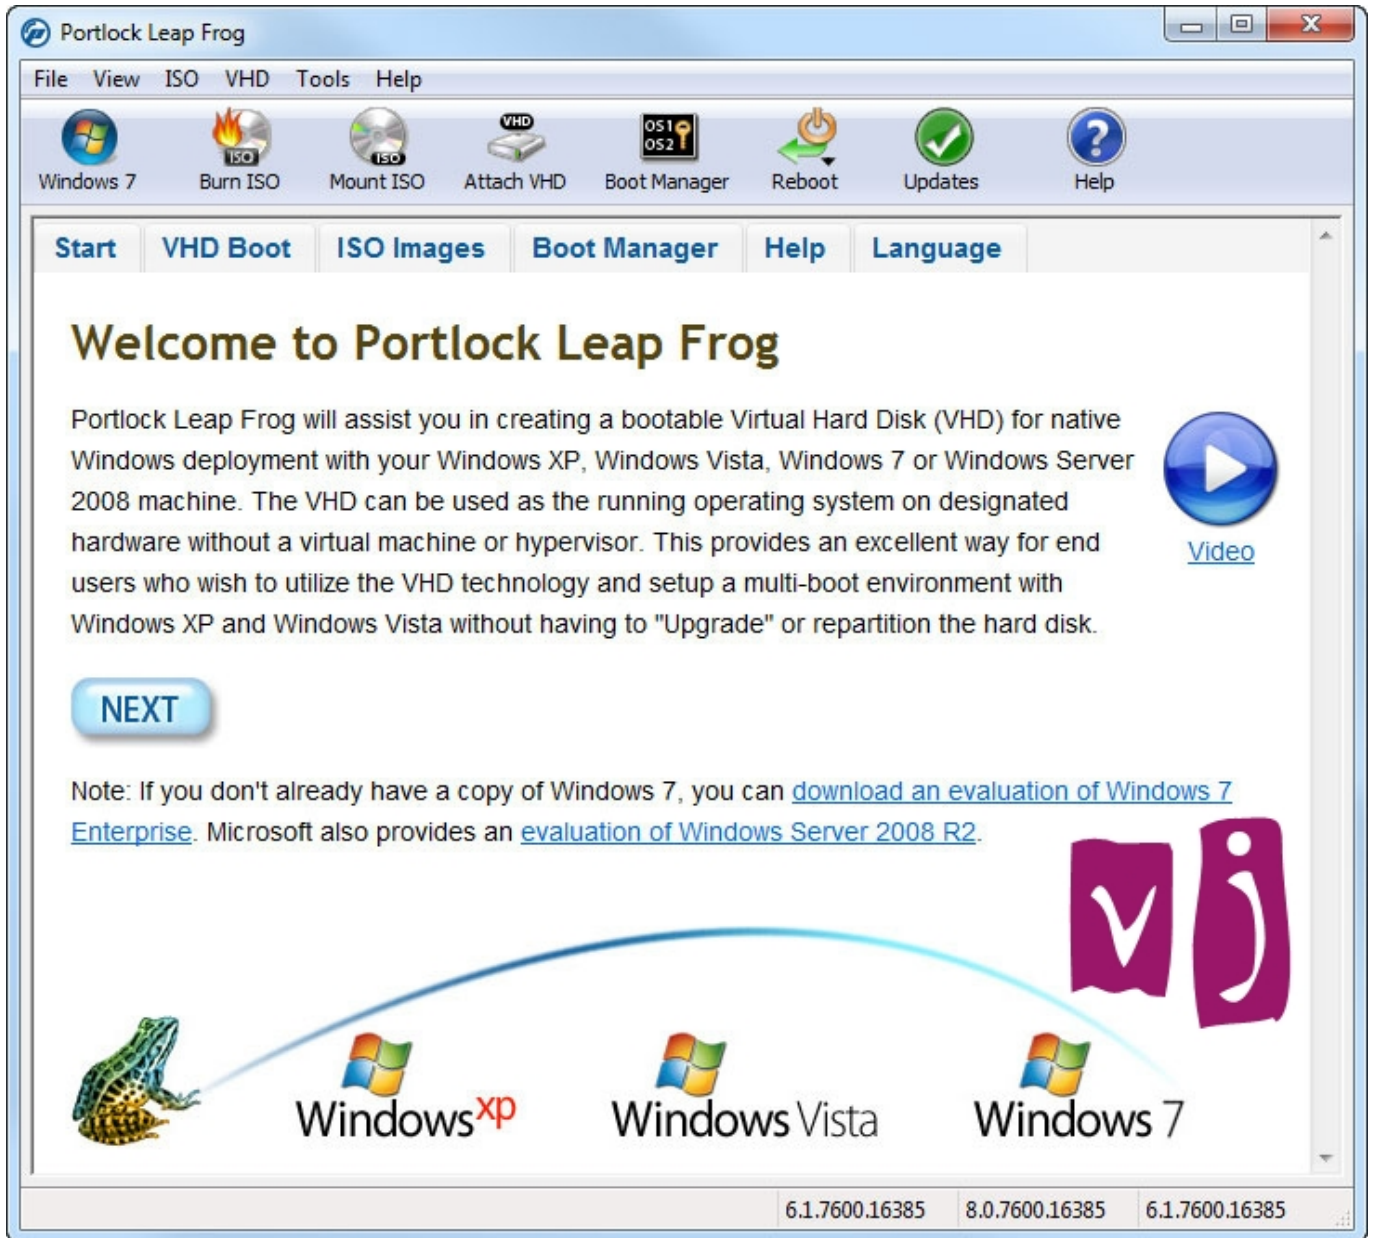 Portlock Leap Frog
File View ISO VHD Tools Help
VHD
OS1
OS2
ISO
ISO
Windows 7 Burn ISO Mount ISO Attach VHD Boot Manager Reboot Updates Help
Start VHD Boot ISO Images Boot Manager Help Language
Welcome to Portlock Leap Frog
Portlock Leap Frog will assist you in creating a bootable Virtual Hard Disk (VHD) for native
Windows deployment with your Windows XP, Windows Vista, Windows 7 or Windows Server
2008 machine. The VHD can be used as the running operating system on designated
hardware without a virtual machine or hypervisor. This provides an excellent way for end
users who wish to utilize the VHD technology and setup a multi-boot environment with
Windows XP and Windows Vista without having to "Upgrade" or repartition the hard disk.
Video
NEXT
Note: If you don't already have a copy of Windows 7, you can download an evaluation of Windows 7
Enterprise. Microsoft also provides an evaluation of Windows Server 2008 R2.
vj
Windows xp Windows Vista Windows 7
6.1.7600.16385 8.0.7600.16385 6.1.7600.16385